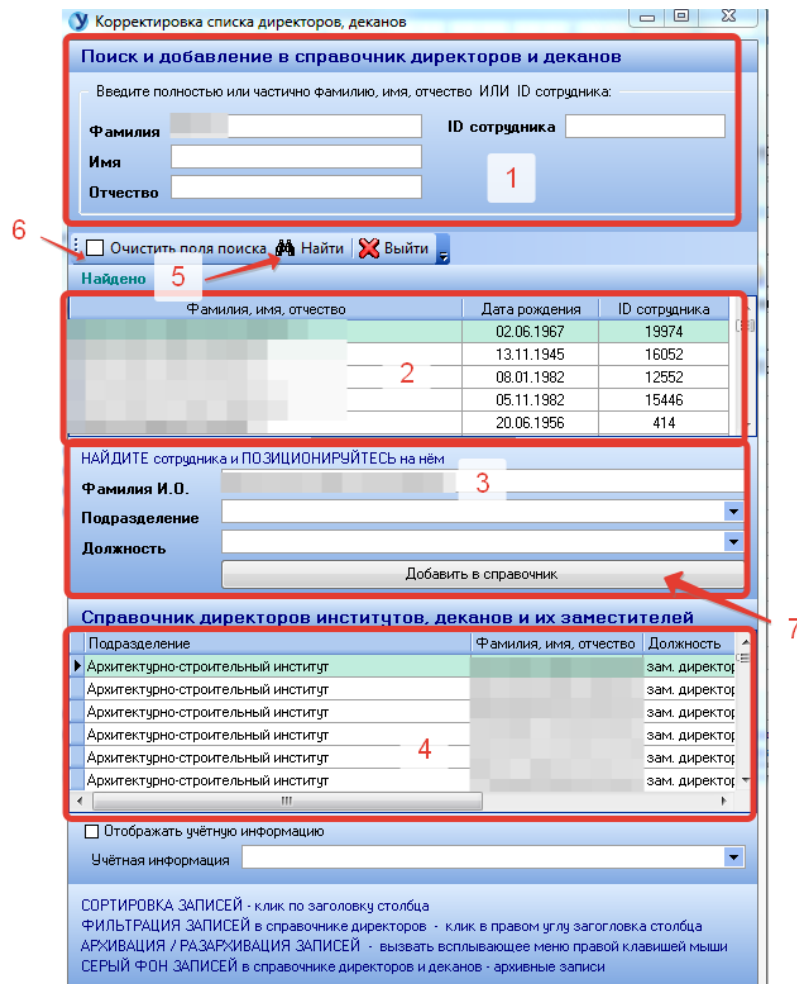 Корректировка списка директоров, деканов
Поиск и добавление в справочник директоров и деканов
Введите полностью или частично фамилию, имя, отчество ИЛИ ID сотрудника:
Фамилия ID сотрудника
Имя
1
Отчество
6
Очистить поля поиска Найти Выйти
Найдено 5
Фамилия, имя, отчество Дата рождения ID сотрудника
02.06.1967 19974
13.11.1945 16052
2 08.01.1982 12552
05.11.1982 15446
20.06.1956 414
НАЙДИТЕ сотрудника и ПОЗИЦИОНИРУЙТЕСЬ на нём
Фамилия И.О. 3
Подразделение
Должность
Добавить в справочник
Справочник директоров институтов, деканов и их заместителей
7
Подразделение Фамилия, имя, отчество Должность
Архитектурно-строительный институт зам. директор
Архитектурно-строительный институт зам. директор
Архитектурно-строительный институт зам. директор
Архитектурно-строительный институт зам. директор
4
Архитектурно-строительный институт зам. директор
Архитектурно-строительный институт зам. директор
Отображать учётную информацию
Учётная информация
СОРТИРОВКА ЗАПИСЕЙ - клик по заголовку столбца
ФИЛЬТРАЦИЯ ЗАПИСЕЙ в справочнике директоров - клик в правом углу загогловка столбца
АРХИВАЦИЯ / РАЗАРХИВАЦИЯ ЗАПИСЕЙ - вызвать всплывающее меню правой клавишей мыши
СЕРЫЙ ФОН ЗАПИСЕЙ в справочнике директоров и деканов - архивные записи